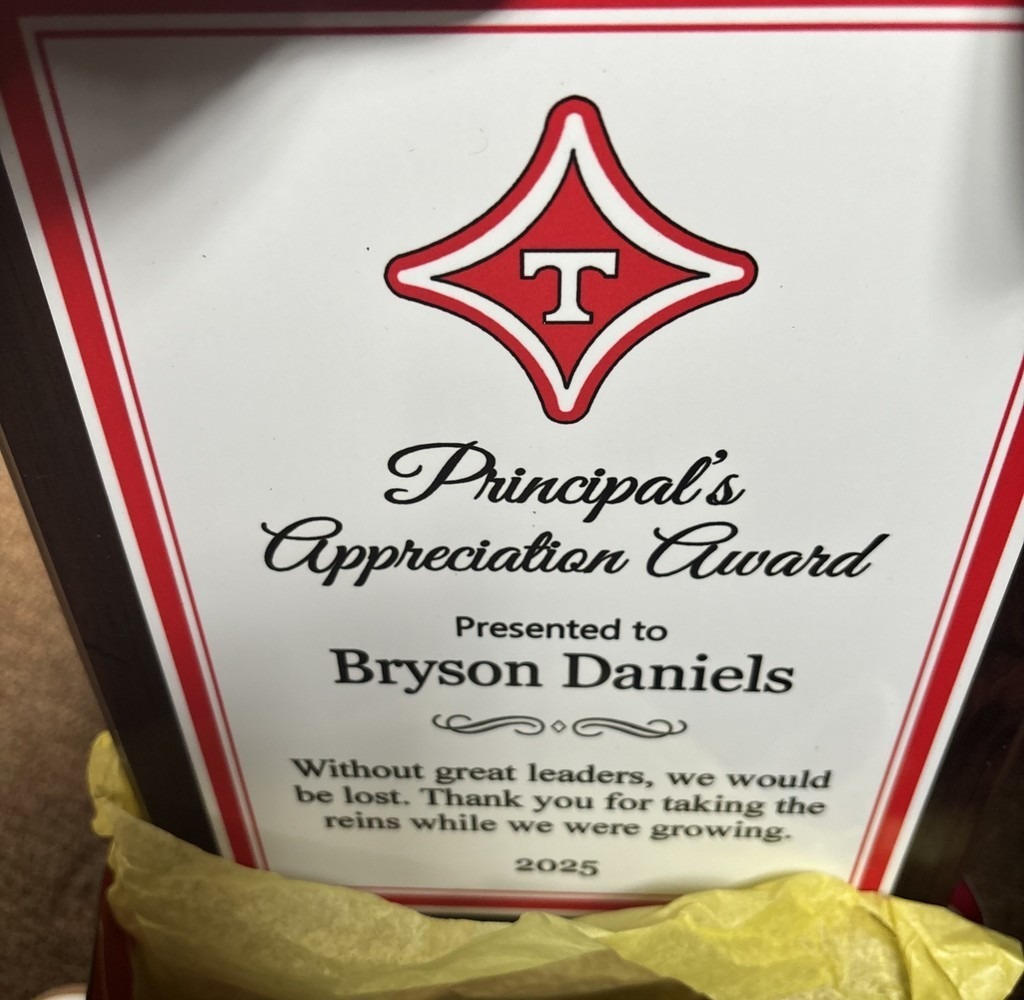 T
Principal's
Appreciation Award
Presented to
Bryson Daniels
Without great leaders, we would
be lost. Thank you for taking the
reins while we were growing.
2025